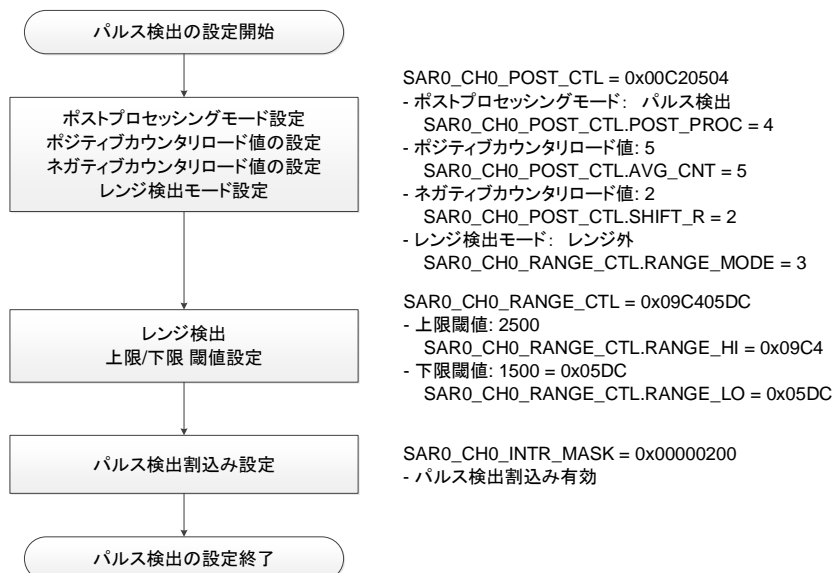 パルス検出の設定開始
ポストプロセッシングモード設定
ポジティブカウンタリロード値の設定
ネガティブカウンタリロード値の設定
レンジ検出モード設定
SAR0_CH0_POST_CTL = 0x00C20504
- ポストプロセッシングモード： パルス検出
SAR0_CH0_POST_CTL.POST_PROC = 4
- ポジティブカウンタリロード値: 5
SAR0_CH0_POST_CTL.AVG_CNT = 5
- ネガティブカウンタリロード値: 2
SAR0_CH0_POST_CTL.SHIFT_R = 2
- レンジ検出モード： レンジ外
SAR0_CH0_RANGE_CTL.RANGE_MODE = 3
レンジ検出
上限/下限 閾値設定
SAR0_CH0_RANGE_CTL = 0x09C405DC
- 上限閾値: 2500
SAR0_CH0_RANGE_CTL.RANGE_HI = 0x09C4
- 下限閾値: 1500 = 0x05DC
SAR0_CH0_RANGE_CTL.RANGE_LO = 0x05DC
パルス検出割込み設定
SAR0_CH0_INTR_MASK = 0x00000200
- パルス検出割込み有効
パルス検出の設定終了